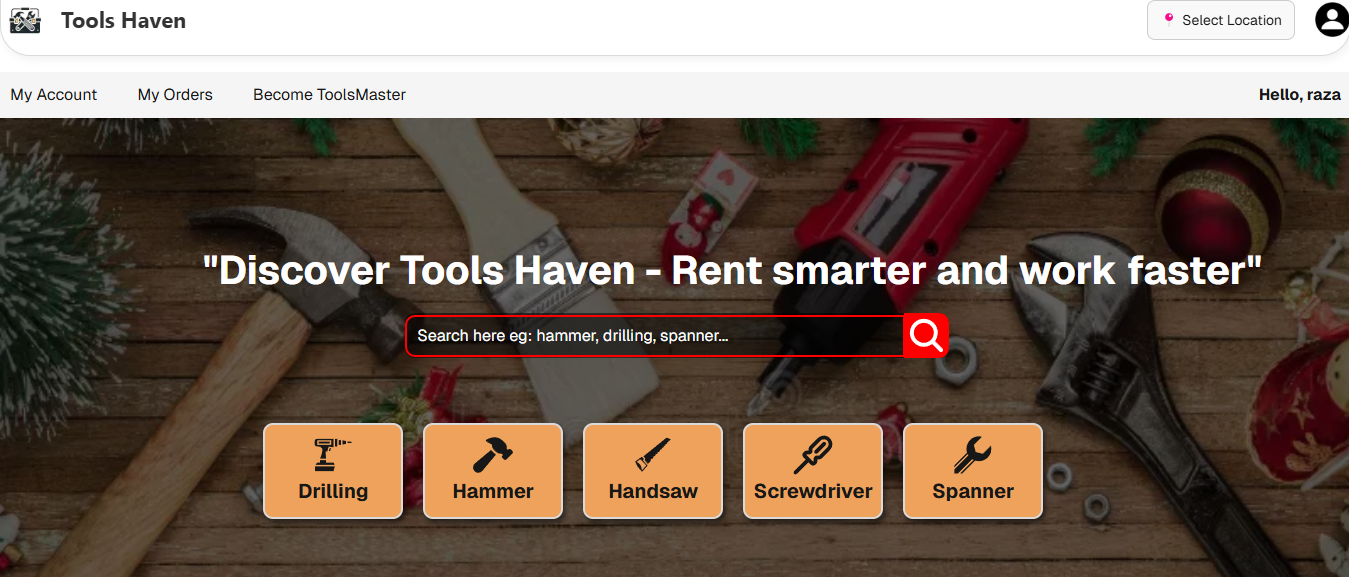 Tools Haven
Select Location
My Account My Orders Become ToolsMaster Hello, raza
"Discover Tools Haven - Rent smarter and work faster"
Search here eg: hammer, drilling, spanner...
Drilling Hammer Handsaw Screwdriver Spanner